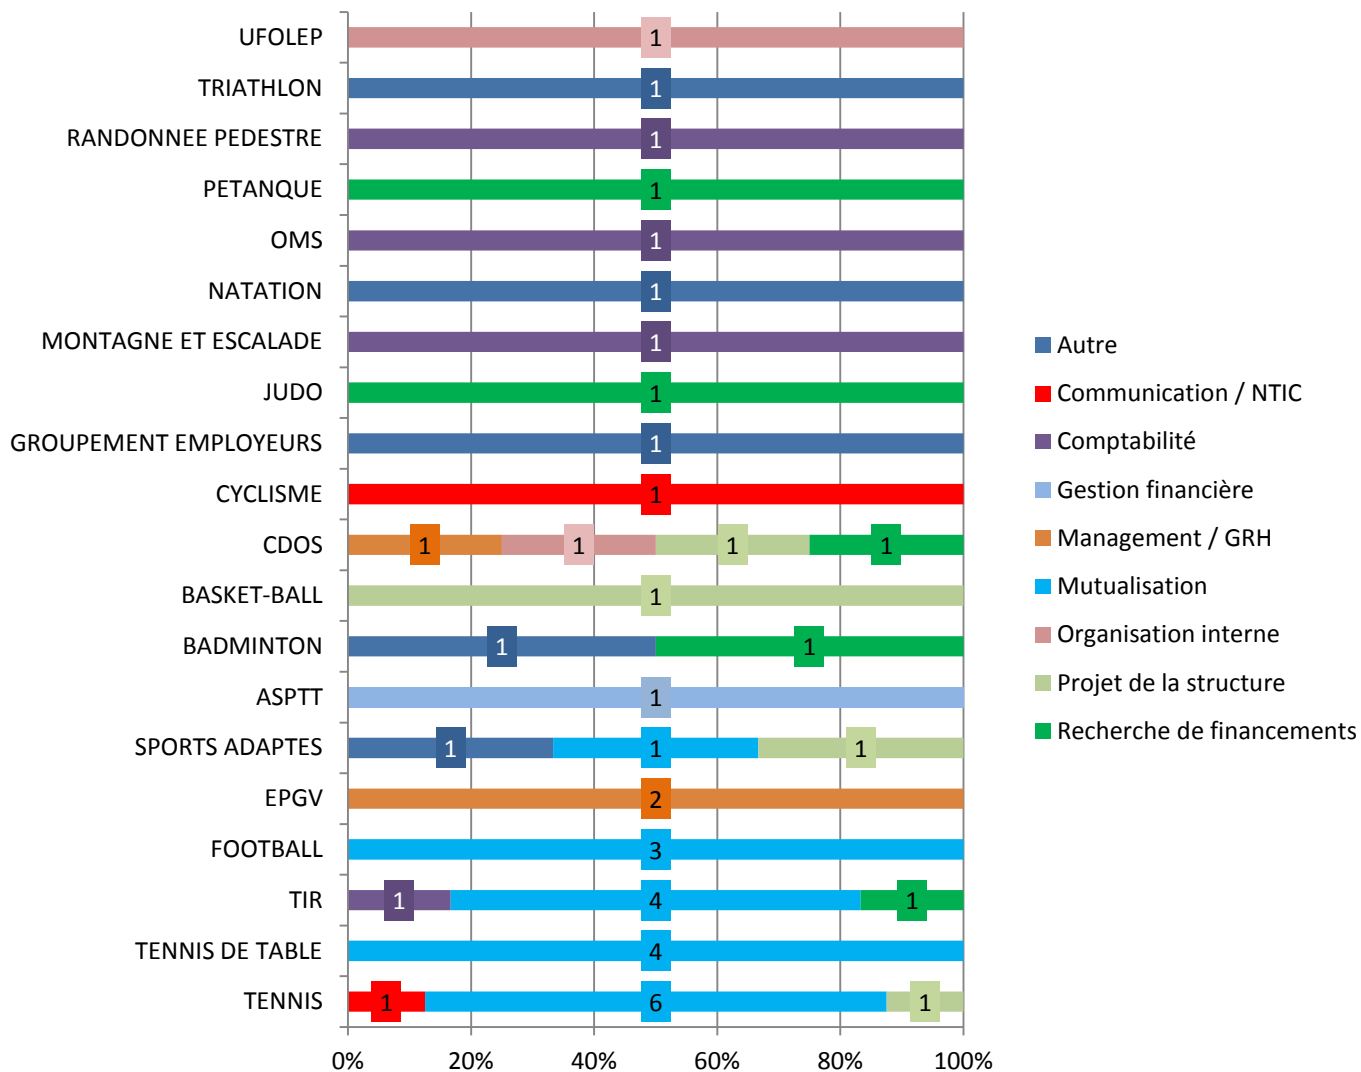 UFOLEP 1
TRIATHLON 1
RANDONNEE PEDESTRE 1
PETANQUE 1
OMS 1
NATATION 1
MONTAGNE ET ESCALADE 1
JUDO 1
GROUPEMENT EMPLOYEURS 1
CYCLISME 1
CDOS 1 1 1 1
BASKET-BALL 1
BADMINTON 1 1
ASPTT 1
SPORTS ADAPTES 1 1 1
EPGV 2
FOOTBALL 3
TIR 1 4 1
TENNIS DE TABLE 4
TENNIS 1 6 1
0% 20% 40% 60% 80% 100%
Autre
Communication / NTIC
Comptabilité
Gestion financière
Management / GRH
Mutualisation
Organisation interne
Projet de la structure
Recherche de financements